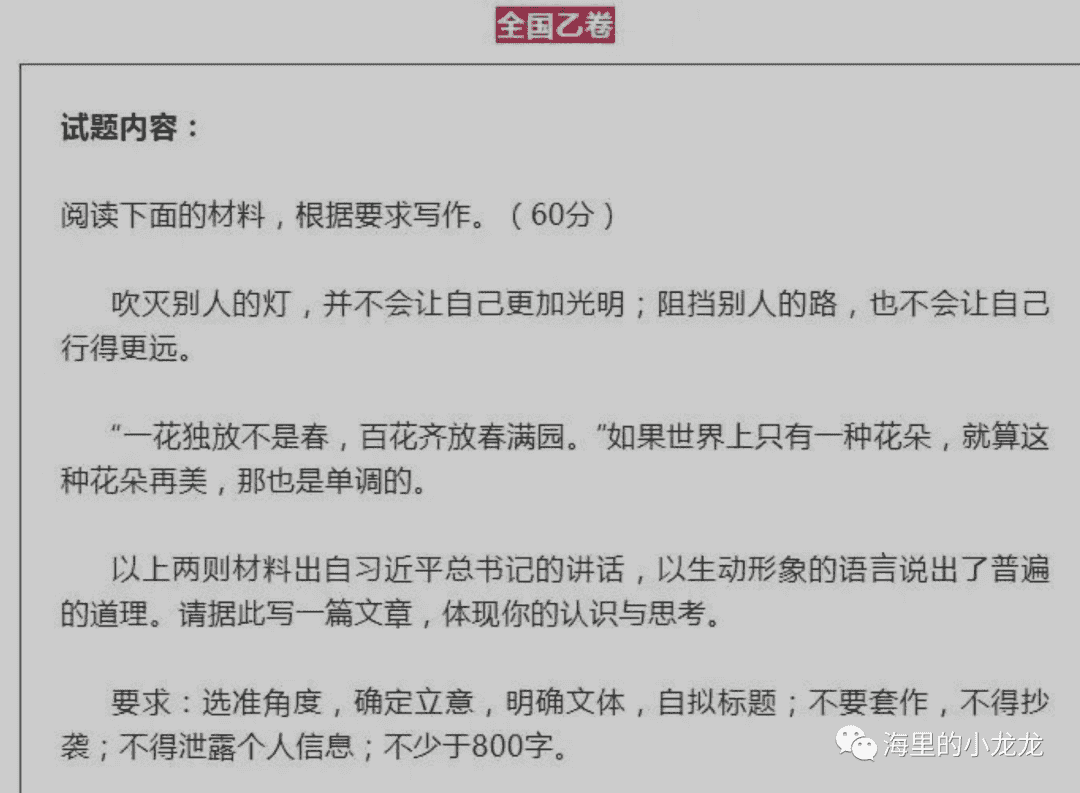 全国乙卷
试题内容：
阅读下面的材料，根据要求写作。（60分）
吹灭别人的灯，并不会让自己更加光明；阻挡别人的路，也不会让自己
行得更远。
“一花独放不是春，百花齐放春满园。”如果世界上只有一种花朵，就算这
种花朵再美，那也是单调的。
以上两则材料出自习近平总书记的讲话，以生动形象的语言说出了普遍
的道理。请据此写一篇文章，体现你的认识与思考。
要求：选准角度，确定立意，明确文体，自拟标题；不要套作，不得抄
袭；不得泄露个人信息；不少于800字。
海里的小龙龙